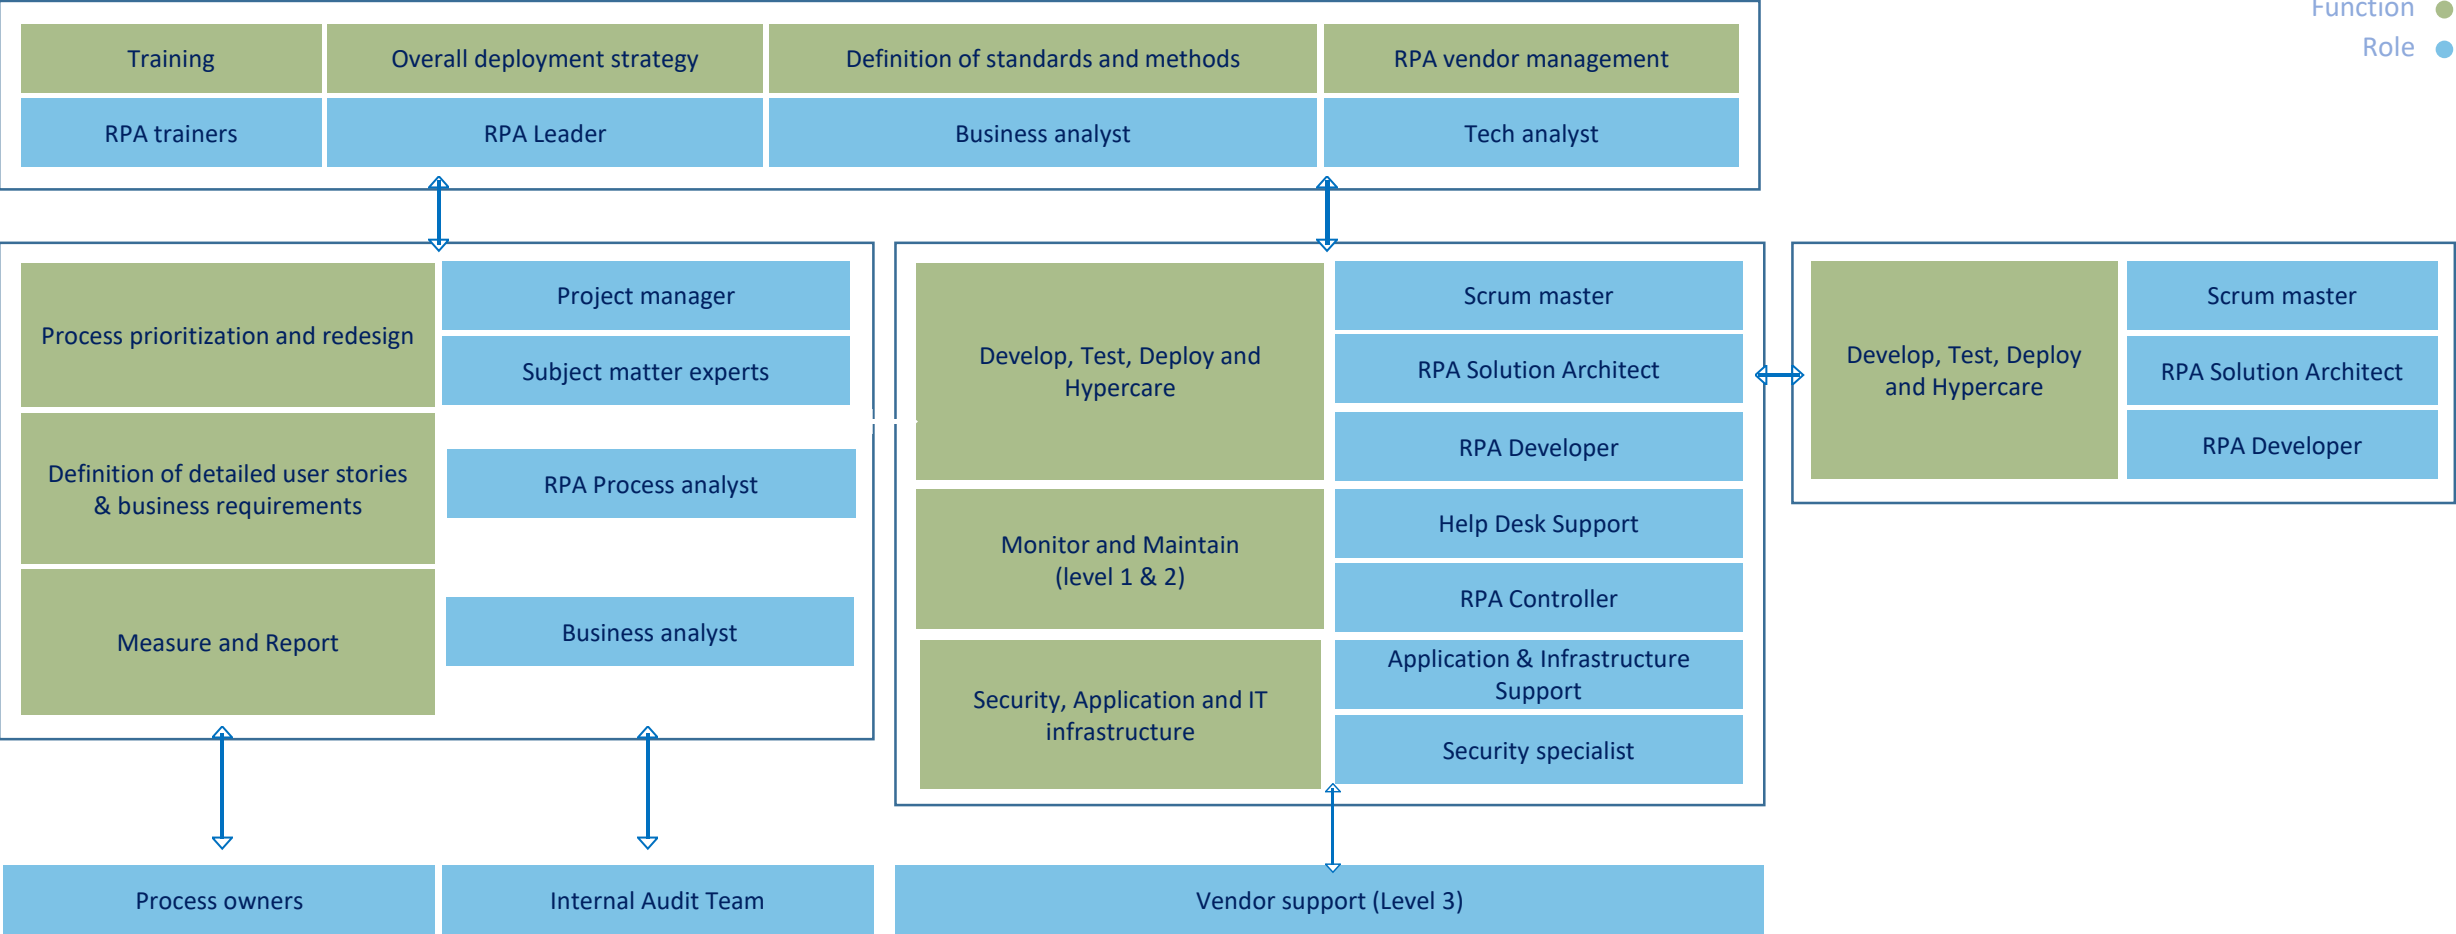 Function
Role
Training
Overall deployment strategy
Definition of standards and methods
RPA vendor management
RPA trainers
RPA Leader
Business analyst
Tech analyst
Process prioritization and redesign
Project manager
Subject matter experts
Definition of detailed user stories
& business requirements
RPA Process analyst
Measure and Report
Business analyst
Develop, Test, Deploy and
Hypercare
Scrum master
RPA Solution Architect
RPA Developer
Monitor and Maintain
(level 1 & 2)
Help Desk Support
RPA Controller
Security, Application and IT
infrastructure
Application & Infrastructure
Support
Security specialist
Develop, Test, Deploy
and Hypercare
Scrum master
RPA Solution Architect
RPA Developer
Process owners
Internal Audit Team
Vendor support (Level 3)